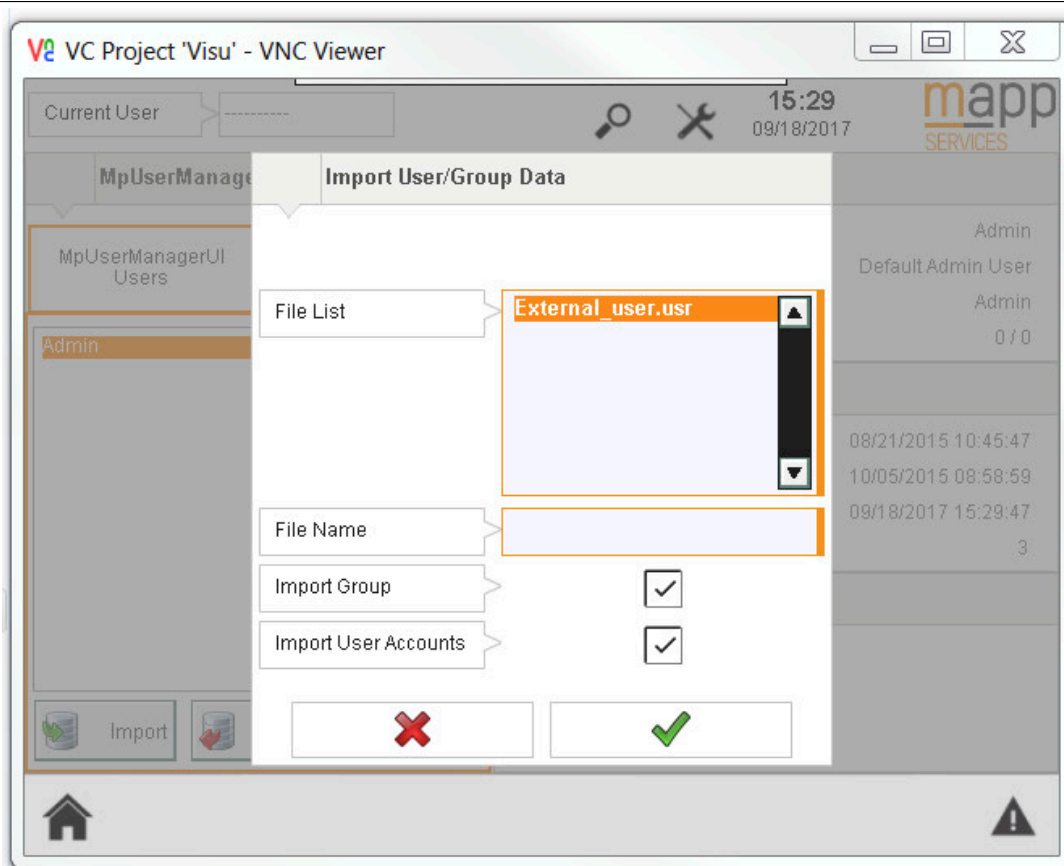 VC Project 'Visu' - VNC Viewer
Current User
----------
15:29
09/18/2017
mapp
SERVICES
MpUserManage
Import User/Group Data
MpUserManagerUI
Users
Admin
Default Admin User
Admin
0 / 0
File List
External_user.usr
Admin
08/21/2015 10:45:47
10/05/2015 08:58:59
09/18/2017 15:29:47
3
File Name
Import Group
Import User Accounts
Import